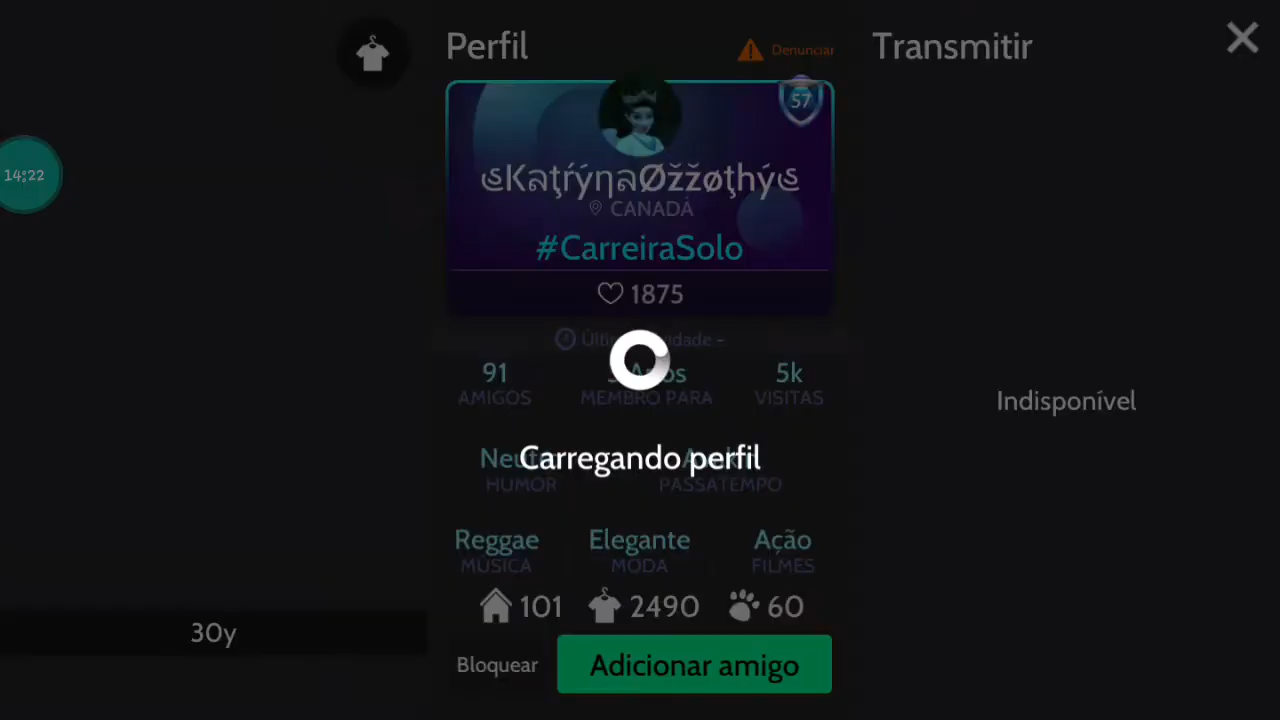 Perfil
Denunciar
Transmitir
57
14:22
ꨄKatŕýηaØžžøţhýꨄ
CANADÁ
#CarreiraSolo
1875
91
5k
AMIGOS
MEMBRO PARA
VISITAS
Indisponível
Carregando perfil
HUMOR
PASSATEMPO
Reggae
Elegante
Ação
MÚSICA
MODA
FILMES
101
2490
60
30y
Bloquear
Adicionar amigo